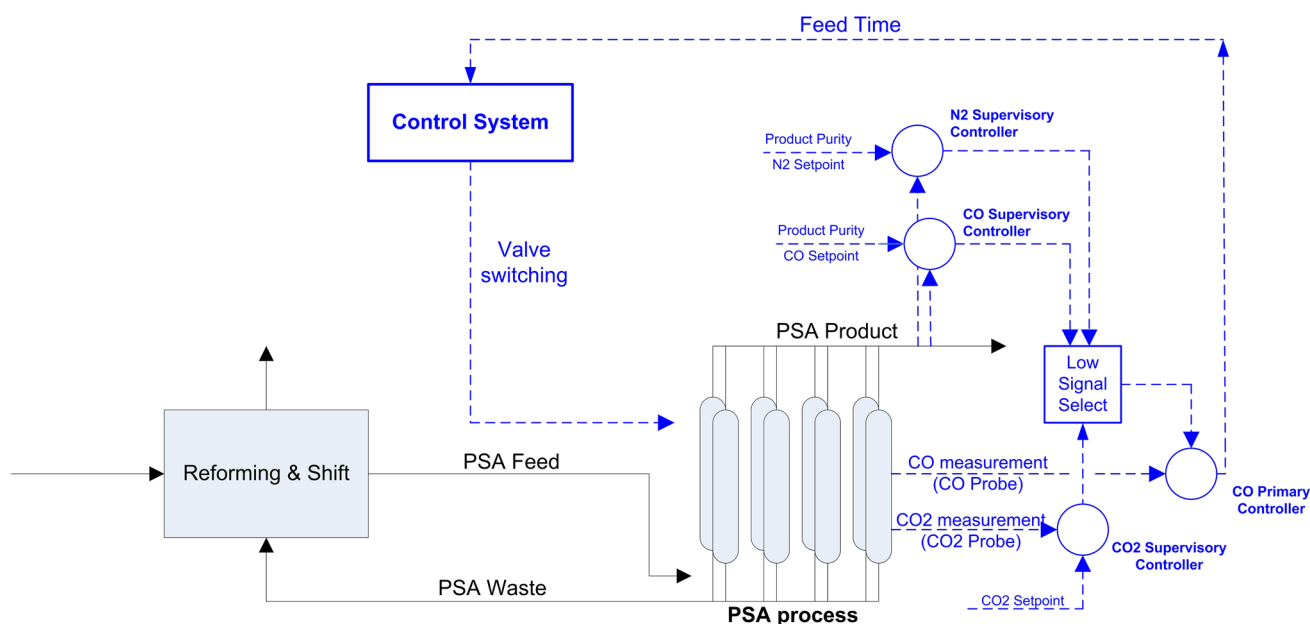 Feed Time
Control System
N2 Supervisory
Controller
Product Purity
N2 Setpoint
CO Supervisory
Controller
Product Purity
CO Setpoint
Valve
switching
PSA Product
Low
Signal
Select
Reforming & Shift
PSA Feed
CO measurement
(CO Probe)
CO Primary
Controller
CO2 measurement
(CO2 Probe)
CO2 Supervisory
Controller
PSA Waste
CO2 Setpoint
PSA process